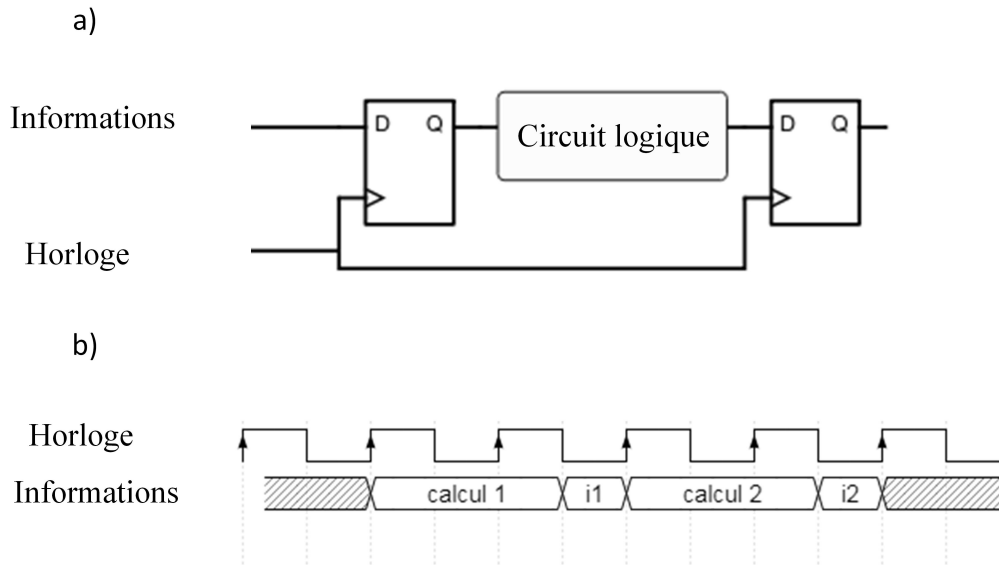 a)
Informations
D Q
Circuit logique
D Q
Horloge
b)
Horloge
Informations
calcul 1
i1
calcul 2
i2